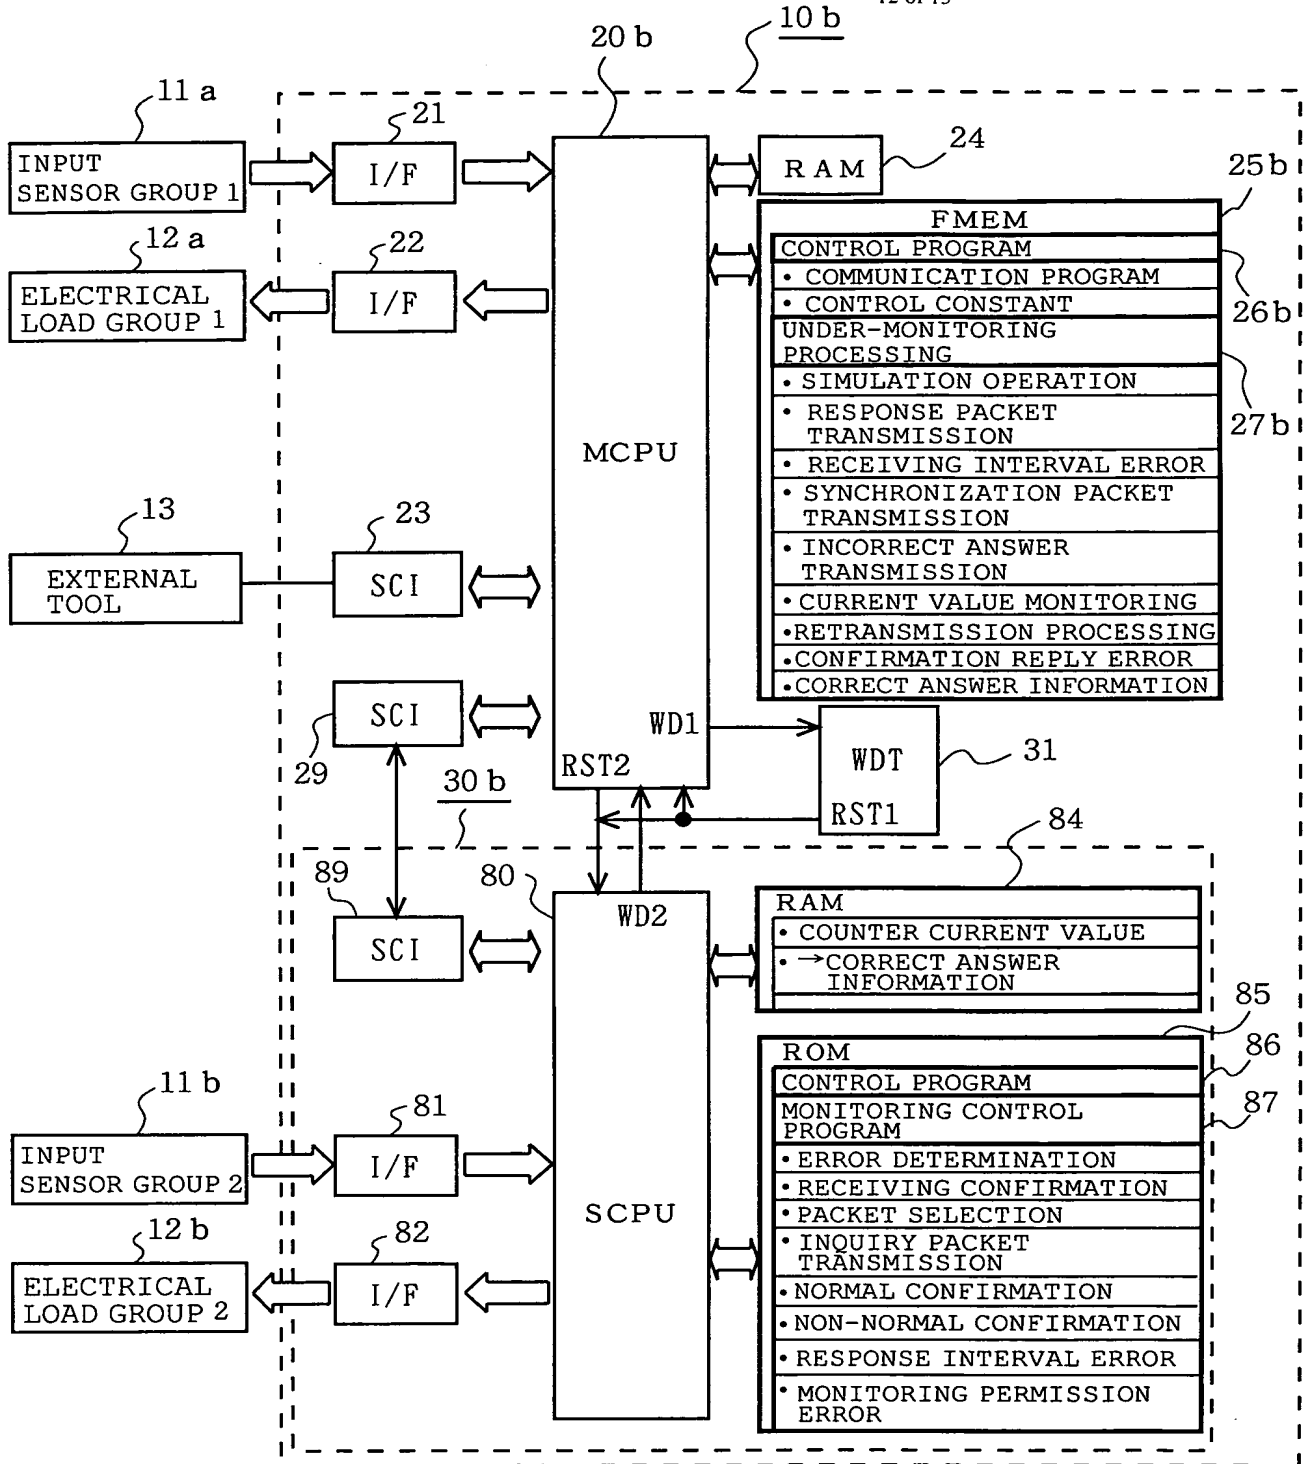 10 b
20 b
11 a
21
INPUT
SENSOR GROUP 1
I/F
RAM
24
25 b
12 a
22
ELECTRICAL
LOAD GROUP 1
I/F
FMEM
CONTROL PROGRAM
• COMMUNICATION PROGRAM
• CONTROL CONSTANT
26 b
UNDER-MONITORING
PROCESSING
• SIMULATION OPERATION
• RESPONSE PACKET
TRANSMISSION
27 b
• RECEIVING INTERVAL ERROR
• SYNCHRONIZATION PACKET
TRANSMISSION
• INCORRECT ANSWER
TRANSMISSION
• CURRENT VALUE MONITORING
• RETRANSMISSION PROCESSING
• CONFIRMATION REPLY ERROR
• CORRECT ANSWER INFORMATION
MCPU
13
23
EXTERNAL
TOOL
SCI
SCI
29
WD1
RST2
WDT
31
RST1
30 b
84
89
80
SCI
WD2
RAM
• COUNTER CURRENT VALUE
• →CORRECT ANSWER
INFORMATION
85
ROM
86
CONTROL PROGRAM
87
MONITORING CONTROL
PROGRAM
• ERROR DETERMINATION
• RECEIVING CONFIRMATION
• PACKET SELECTION
• INQUIRY PACKET
TRANSMISSION
• NORMAL CONFIRMATION
• NON-NORMAL CONFIRMATION
• RESPONSE INTERVAL ERROR
• MONITORING PERMISSION
ERROR
11 b
81
INPUT
SENSOR GROUP 2
I/F
SCPU
12 b
82
ELECTRICAL
LOAD GROUP 2
I/F